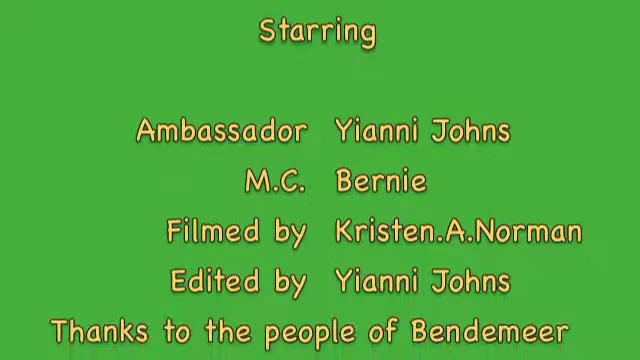 Starring
Ambassador Yianni Johns
M.C. Bernie
Filmed by Kristen.A.Norman
Edited by Yianni Johns
Thanks to the people of Bendemeer